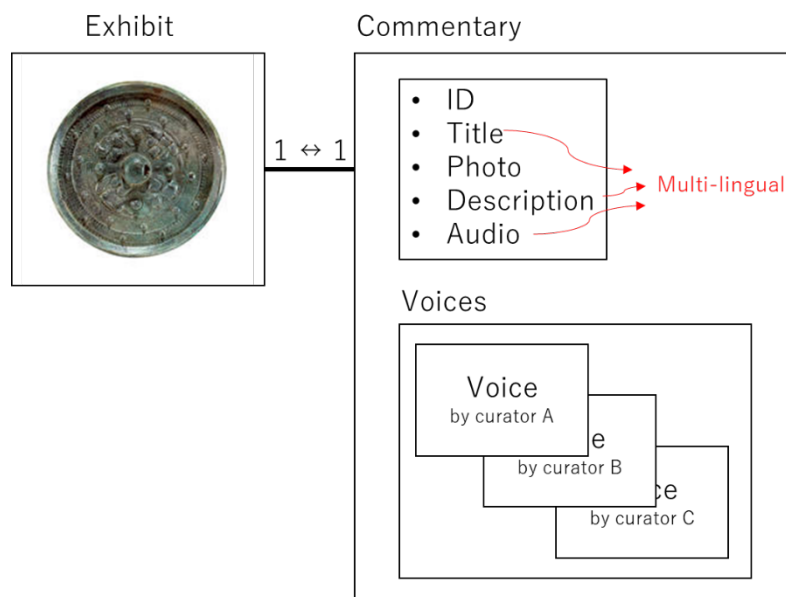 Exhibit
Commentary
1 ↔ 1
• ID
• Title
• Photo
• Description
• Audio
Multi-lingual
Voices
Voice
by curator A
e
by curator B
ce
by curator C